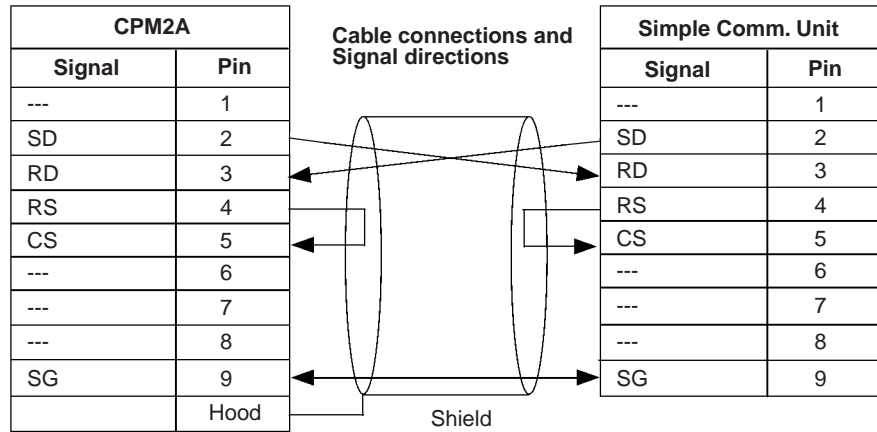 CPM2A
Signal Pin
--- 1
SD 2
RD 3
RS 4
CS 5
--- 6
--- 7
--- 8
SG 9
Hood
Cable connections and
Signal directions
Shield
Simple Comm. Unit
Signal Pin
--- 1
SD 2
RD 3
RS 4
CS 5
--- 6
--- 7
--- 8
SG 9